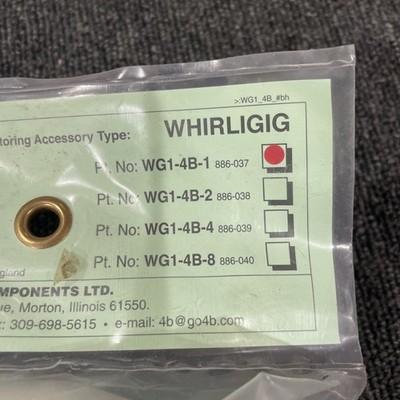 >:WG1_4B_#bh
toring Accessory Type: WHIRLIGIG
Pt. No: WG1-4B-1 886-037
Pt. No: WG1-4B-2 886-038
Pt. No: WG1-4B-4 886-039
Pt. No: WG1-4B-8 886-040
ngland
MPONENTS LTD.
ue, Morton, Illinois 61550.
x: 309-698-5615 • e-mail: 4b@go4b.com